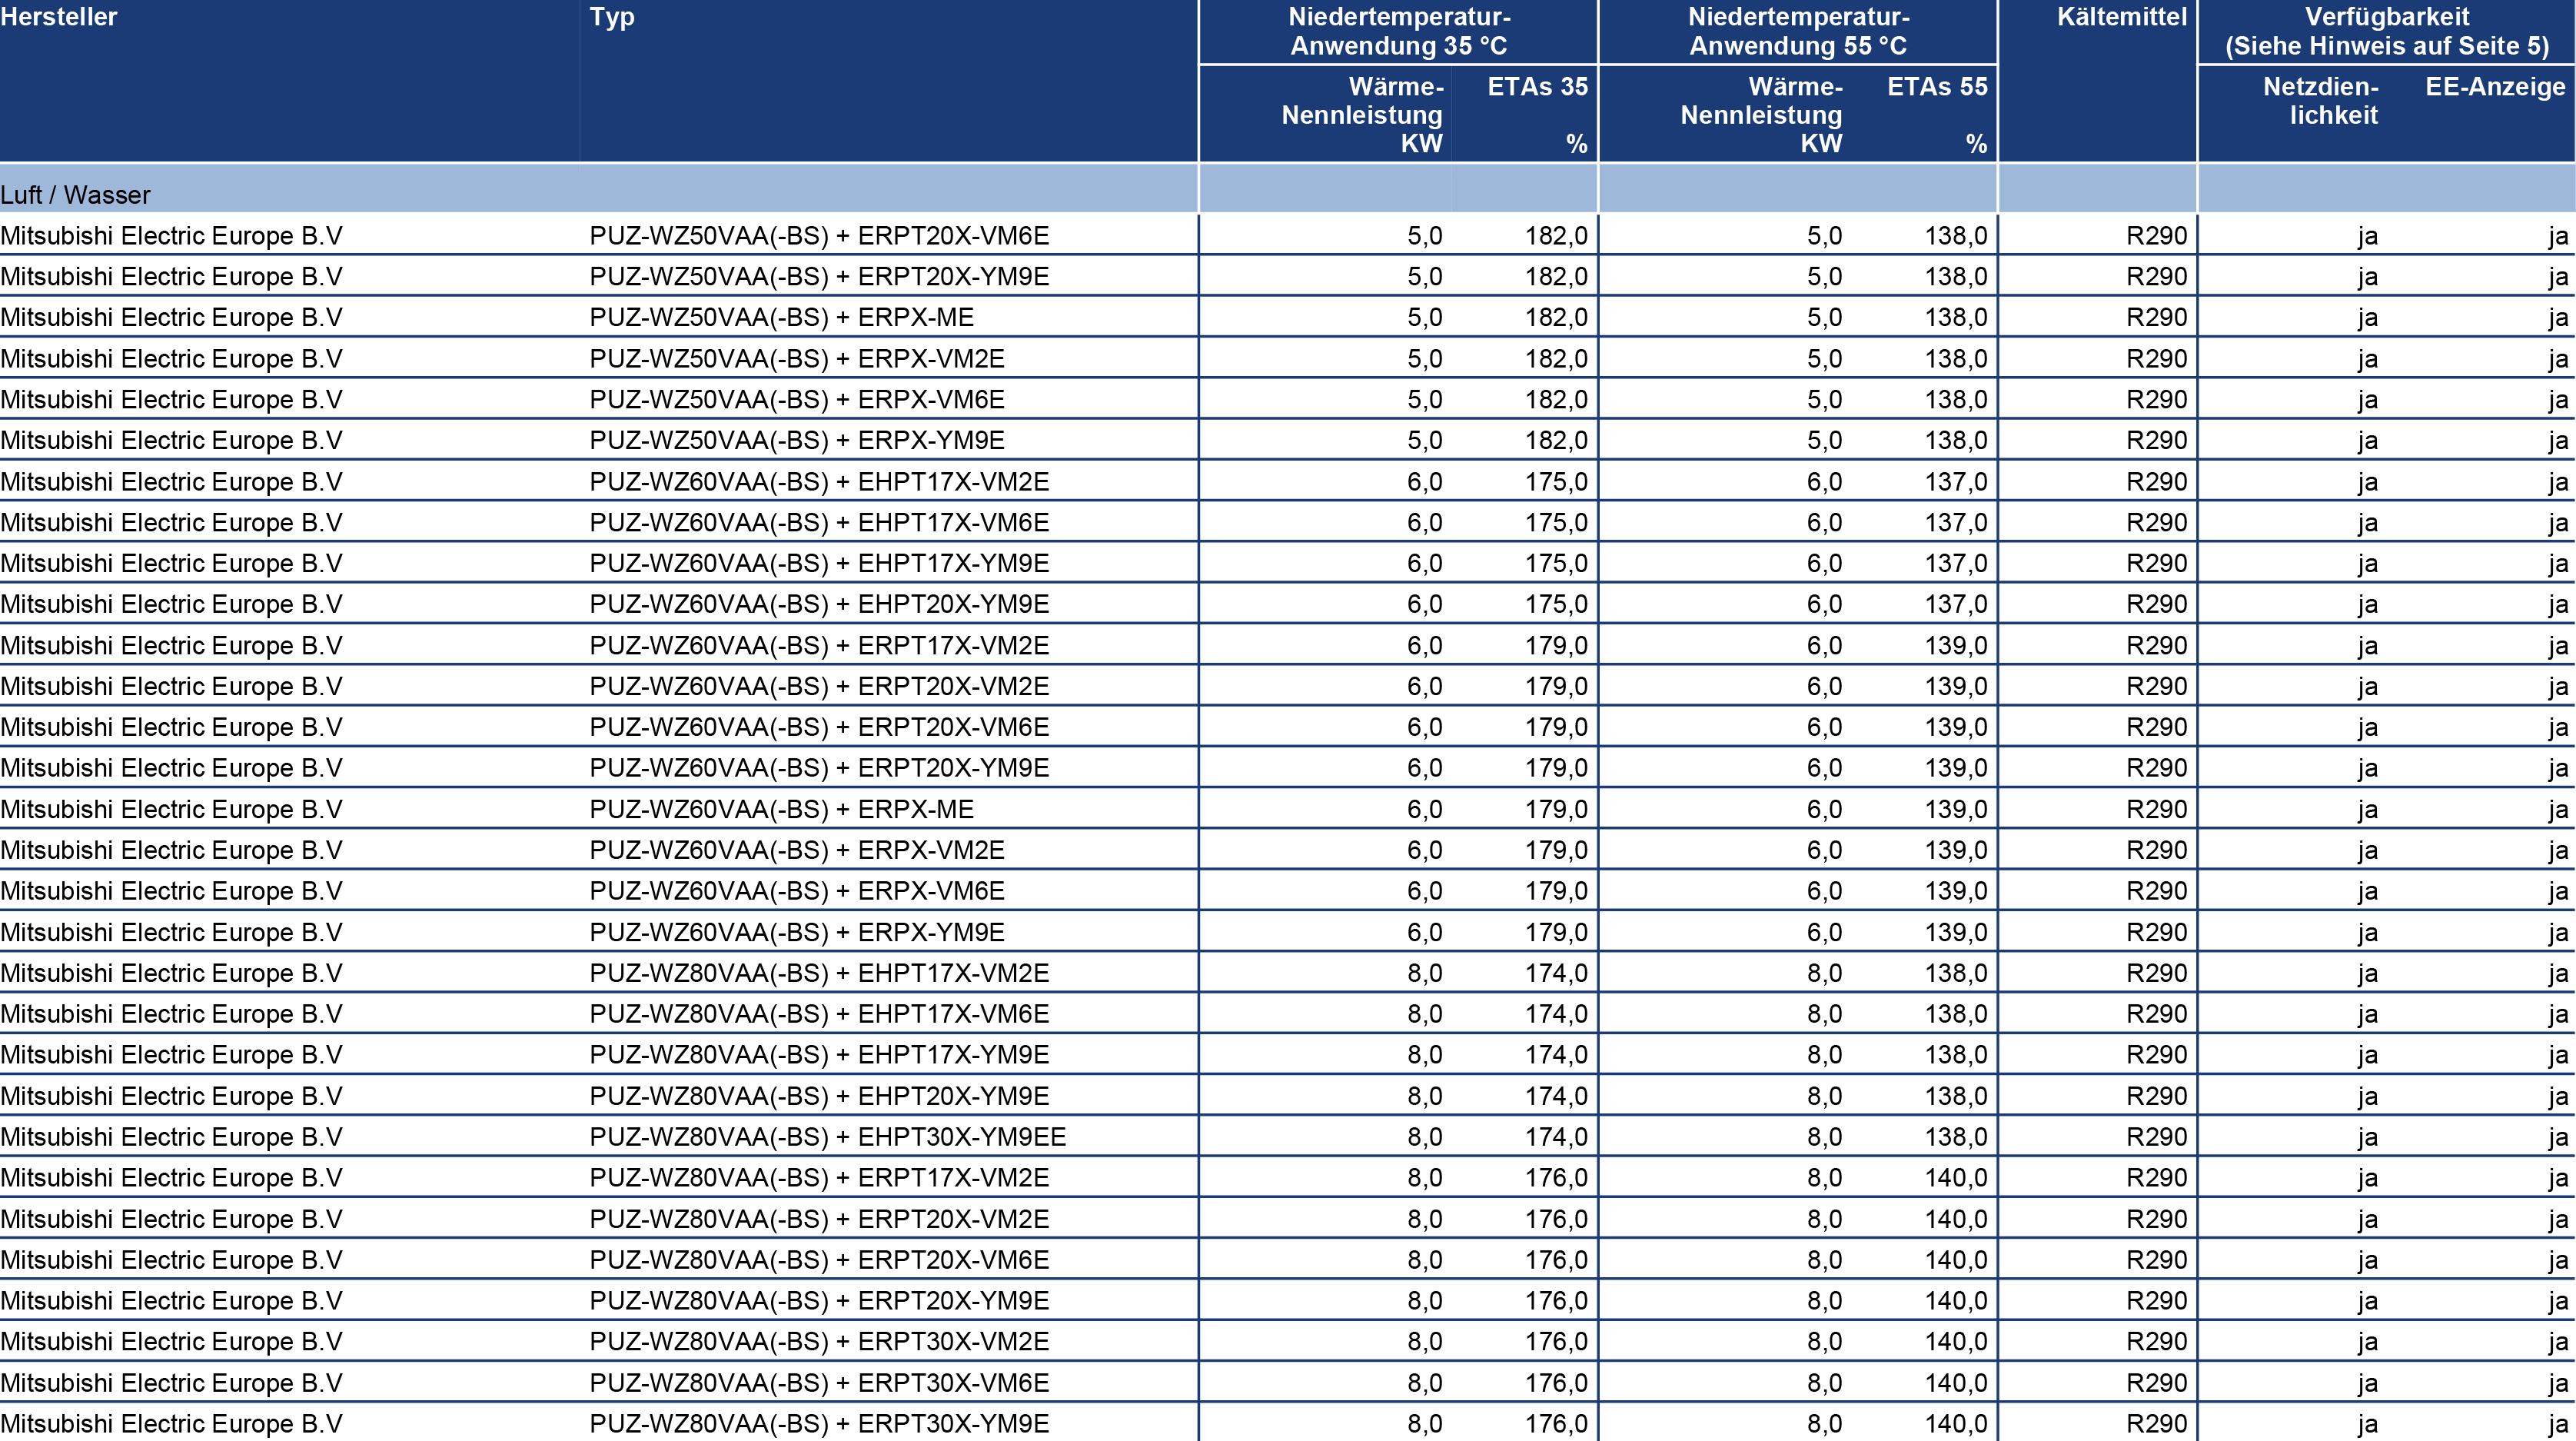 Hersteller Typ Niedertemperatur- Niedertemperatur- Kältemittel Verfügbarkeit
Anwendung 35 °C Anwendung 55 °C (Siehe Hinweis auf Seite 5)
Wärme- ETAs 35 Wärme- ETAs 55 Netzdien- EE-Anzeige
Nennleistung Nennleistung lichkeit
KW % KW %
Luft / Wasser
Mitsubishi Electric Europe B.V PUZ-WZ50VAA(-BS) + ERPT20X-VM6E 5,0 182,0 5,0 138,0 R290 ja ja
Mitsubishi Electric Europe B.V PUZ-WZ50VAA(-BS) + ERPT20X-YM9E 5,0 182,0 5,0 138,0 R290 ja ja
Mitsubishi Electric Europe B.V PUZ-WZ50VAA(-BS) + ERPX-ME 5,0 182,0 5,0 138,0 R290 ja ja
Mitsubishi Electric Europe B.V PUZ-WZ50VAA(-BS) + ERPX-VM2E 5,0 182,0 5,0 138,0 R290 ja ja
Mitsubishi Electric Europe B.V PUZ-WZ50VAA(-BS) + ERPX-VM6E 5,0 182,0 5,0 138,0 R290 ja ja
Mitsubishi Electric Europe B.V PUZ-WZ50VAA(-BS) + ERPX-YM9E 5,0 182,0 5,0 138,0 R290 ja ja
Mitsubishi Electric Europe B.V PUZ-WZ60VAA(-BS) + EHPT17X-VM2E 6,0 175,0 6,0 137,0 R290 ja ja
Mitsubishi Electric Europe B.V PUZ-WZ60VAA(-BS) + EHPT17X-VM6E 6,0 175,0 6,0 137,0 R290 ja ja
Mitsubishi Electric Europe B.V PUZ-WZ60VAA(-BS) + EHPT17X-YM9E 6,0 175,0 6,0 137,0 R290 ja ja
Mitsubishi Electric Europe B.V PUZ-WZ60VAA(-BS) + EHPT20X-YM9E 6,0 175,0 6,0 137,0 R290 ja ja
Mitsubishi Electric Europe B.V PUZ-WZ60VAA(-BS) + ERPT17X-VM2E 6,0 179,0 6,0 139,0 R290 ja ja
Mitsubishi Electric Europe B.V PUZ-WZ60VAA(-BS) + ERPT20X-VM2E 6,0 179,0 6,0 139,0 R290 ja ja
Mitsubishi Electric Europe B.V PUZ-WZ60VAA(-BS) + ERPT20X-VM6E 6,0 179,0 6,0 139,0 R290 ja ja
Mitsubishi Electric Europe B.V PUZ-WZ60VAA(-BS) + ERPT20X-YM9E 6,0 179,0 6,0 139,0 R290 ja ja
Mitsubishi Electric Europe B.V PUZ-WZ60VAA(-BS) + ERPX-ME 6,0 179,0 6,0 139,0 R290 ja ja
Mitsubishi Electric Europe B.V PUZ-WZ60VAA(-BS) + ERPX-VM2E 6,0 179,0 6,0 139,0 R290 ja ja
Mitsubishi Electric Europe B.V PUZ-WZ60VAA(-BS) + ERPX-VM6E 6,0 179,0 6,0 139,0 R290 ja ja
Mitsubishi Electric Europe B.V PUZ-WZ60VAA(-BS) + ERPX-YM9E 6,0 179,0 6,0 139,0 R290 ja ja
Mitsubishi Electric Europe B.V PUZ-WZ80VAA(-BS) + EHPT17X-VM2E 8,0 174,0 8,0 138,0 R290 ja ja
Mitsubishi Electric Europe B.V PUZ-WZ80VAA(-BS) + EHPT17X-VM6E 8,0 174,0 8,0 138,0 R290 ja ja
Mitsubishi Electric Europe B.V PUZ-WZ80VAA(-BS) + EHPT17X-YM9E 8,0 174,0 8,0 138,0 R290 ja ja
Mitsubishi Electric Europe B.V PUZ-WZ80VAA(-BS) + EHPT20X-YM9E 8,0 174,0 8,0 138,0 R290 ja ja
Mitsubishi Electric Europe B.V PUZ-WZ80VAA(-BS) + EHPT30X-YM9EE 8,0 174,0 8,0 138,0 R290 ja ja
Mitsubishi Electric Europe B.V PUZ-WZ80VAA(-BS) + ERPT17X-VM2E 8,0 176,0 8,0 140,0 R290 ja ja
Mitsubishi Electric Europe B.V PUZ-WZ80VAA(-BS) + ERPT20X-VM2E 8,0 176,0 8,0 140,0 R290 ja ja
Mitsubishi Electric Europe B.V PUZ-WZ80VAA(-BS) + ERPT20X-VM6E 8,0 176,0 8,0 140,0 R290 ja ja
Mitsubishi Electric Europe B.V PUZ-WZ80VAA(-BS) + ERPT20X-YM9E 8,0 176,0 8,0 140,0 R290 ja ja
Mitsubishi Electric Europe B.V PUZ-WZ80VAA(-BS) + ERPT30X-VM2E 8,0 176,0 8,0 140,0 R290 ja ja
Mitsubishi Electric Europe B.V PUZ-WZ80VAA(-BS) + ERPT30X-VM6E 8,0 176,0 8,0 140,0 R290 ja ja
Mitsubishi Electric Europe B.V PUZ-WZ80VAA(-BS) + ERPT30X-YM9E 8,0 176,0 8,0 140,0 R290 ja ja